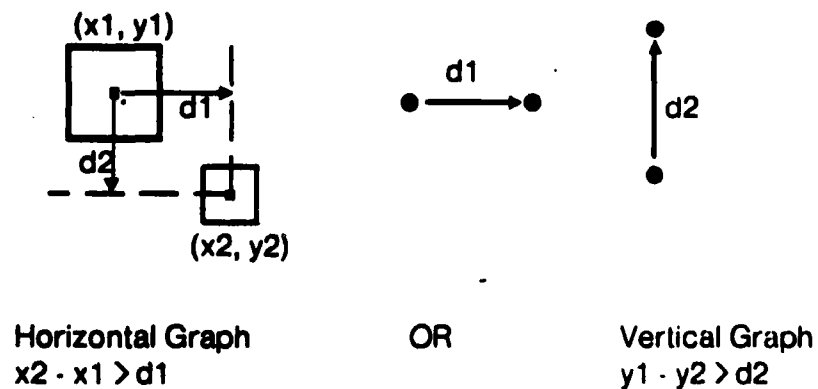 (x1, y1)
d1
d2
(x2, y2)
d1
d2
Horizontal Graph
x2 - x1 > d1
OR
Vertical Graph
y1 - y2 > d2